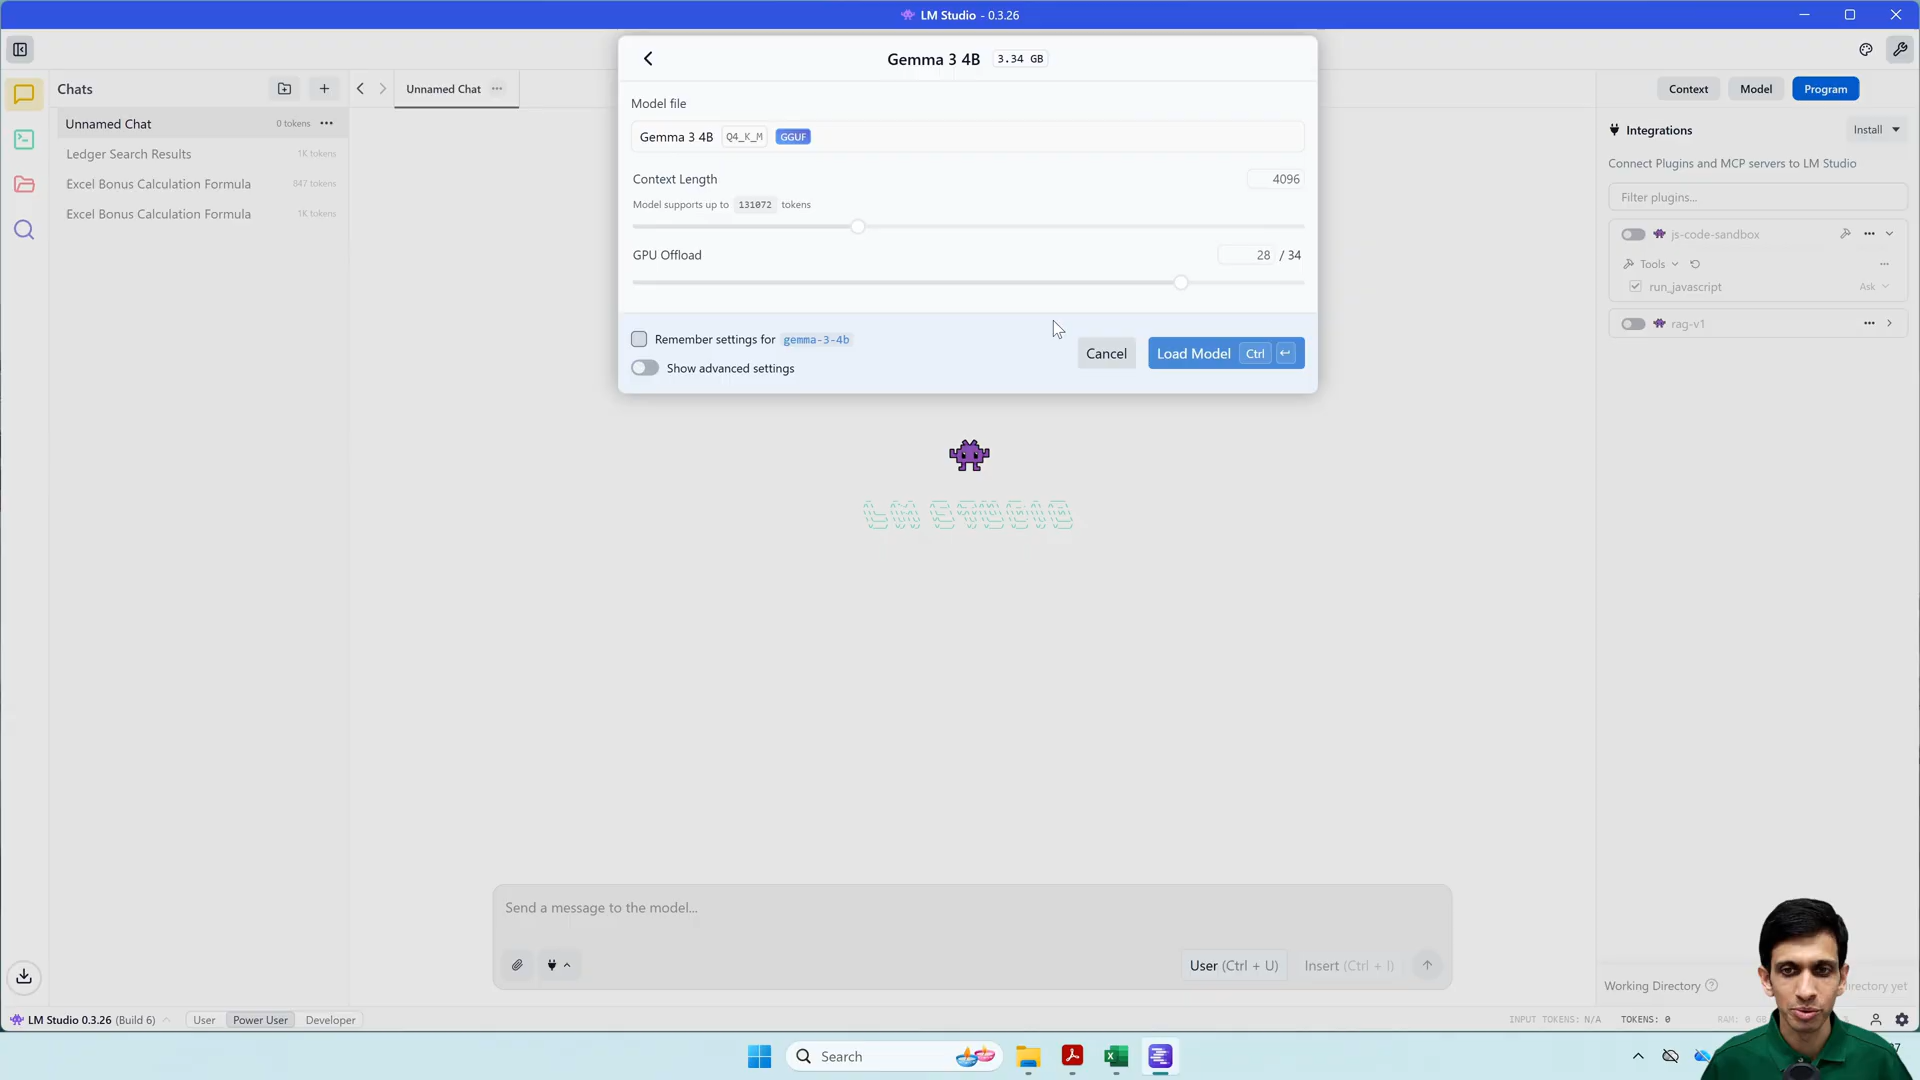 LM Studio - 0.3.26
Gemma 3 4B 3.34 GB
Chats
Unnamed Chat
Context
Model
Program
Model file
Unnamed Chat 0 tokens
Integrations
Install
Gemma 3 4B Q4_K_M GGUF
Ledger Search Results 1K tokens
Connect Plugins and MCP servers to LM Studio
Context Length 4096
Excel Bonus Calculation Formula 847 tokens
Filter plugins...
Model supports up to 131072 tokens
Excel Bonus Calculation Formula 1K tokens
js-code-sandbox
GPU Offload 28 / 34
Tools
run_javascript Ask
rag-v1
Remember settings for gemma-3-4b
Cancel
Load Model Ctrl
Show advanced settings
LM STUDIO
Send a message to the model...
User (Ctrl + U)
Insert (Ctrl + I)
Working Directory
LM Studio 0.3.26 (Build 6)
User
Power User
Developer
INPUT TOKENS: N/A
TOKENS: 0
Search